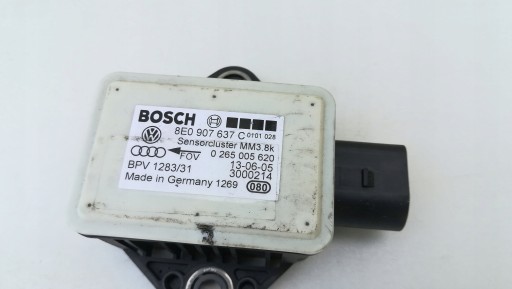 BOSCH
8E0 907 637 C 0101 028
Sensorcluster MM3.8k
FOV 0 265 005 620
BPV 1283/31 13-06-05
3000214
Made in Germany 1269 080